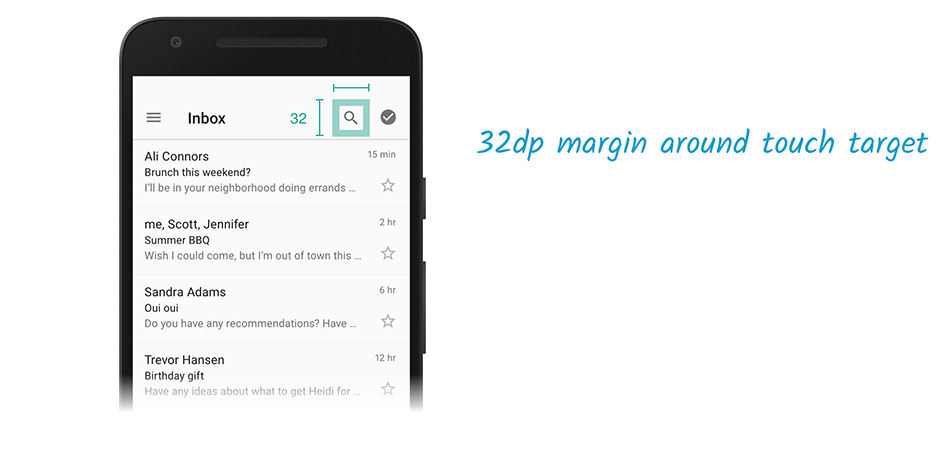 Inbox
32
Ali Connors
15 min
Brunch this weekend?
I'll be in your neighborhood doing errands ...
me, Scott, Jennifer
2 hr
Summer BBQ
Wish I could come, but I'm out of town this ...
Sandra Adams
6 hr
Oui oui
Do you have any recommendations? Have ...
Trevor Hansen
12 hr
Birthday gift
Have any ideas about what to get Heidi for ...
32dp margin around touch target